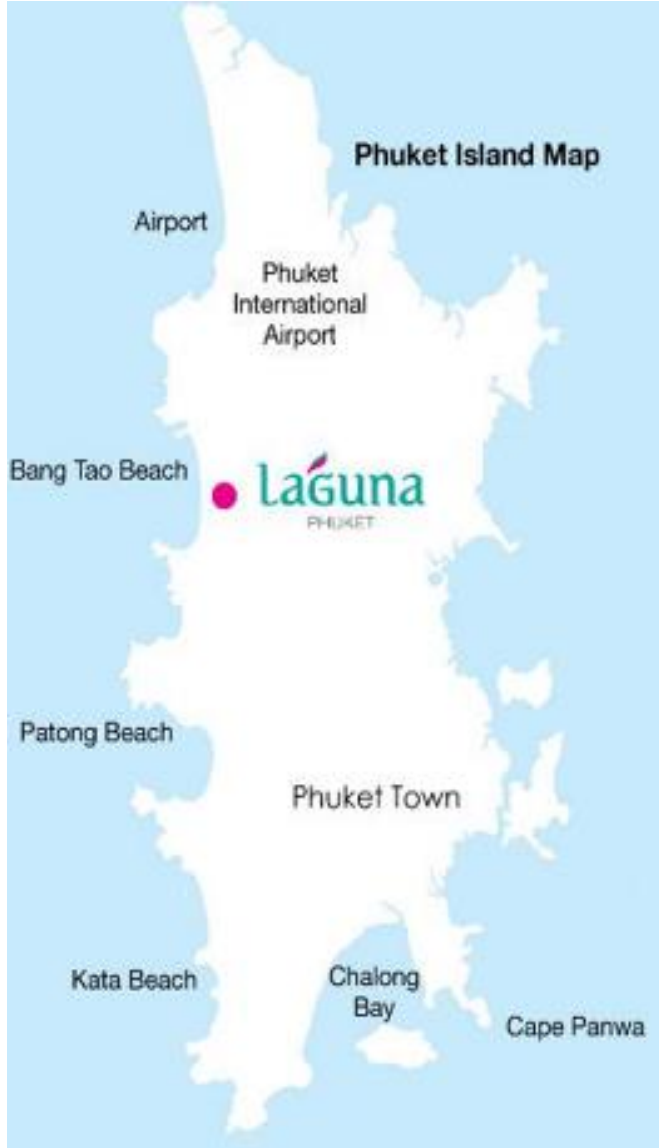 Phuket Island Map
Airport
Phuket
International
Airport
Bang Tao Beach
Laguna
PHUKET
Patong Beach
Phuket Town
Kata Beach
Chalong
Bay
Cape Panwa